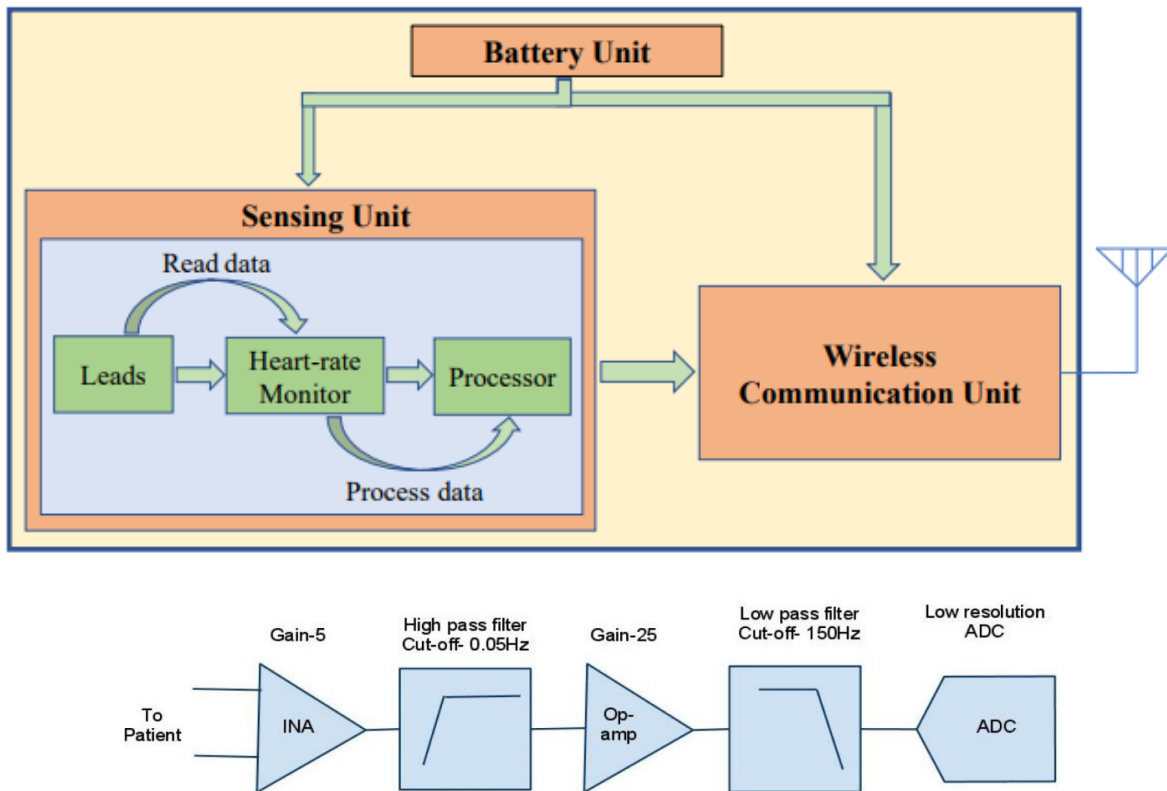 Battery Unit
Sensing Unit
Read data
Leads
Heart-rate
Monitor
Processor
Process data
Wireless
Communication Unit
Gain-5
High pass filter
Cut-off- 0.05Hz
Gain-25
Low pass filter
Cut-off- 150Hz
Low resolution
ADC
To
Patient
INA
Op-
amp
ADC